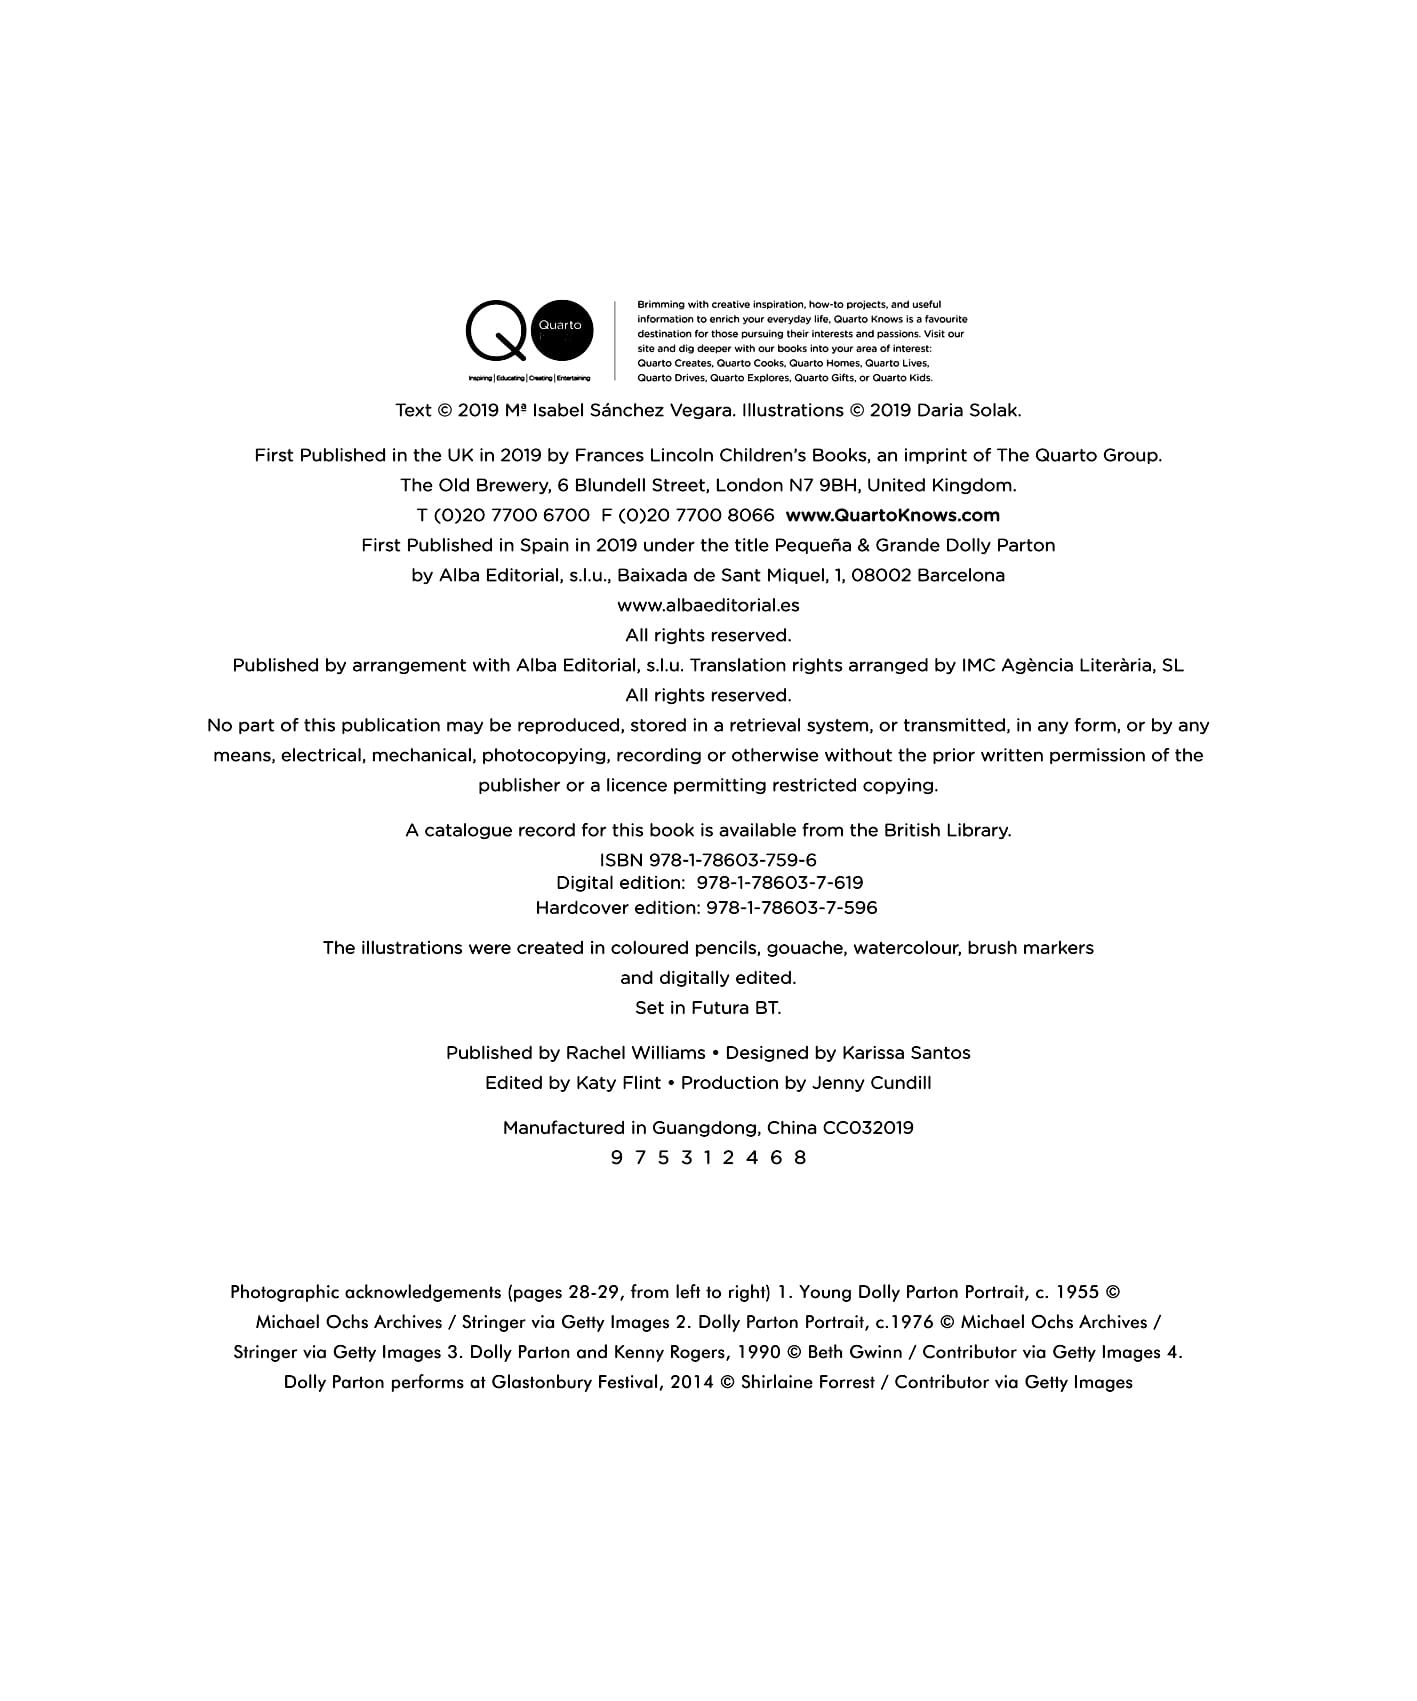 Quarto
Inspiring | Educating | Creating | Entertaining
Brimming with creative inspiration, how-to projects, and useful
information to enrich your everyday life, Quarto Knows is a favourite
destination for those pursuing their interests and passions. Visit our
site and dig deeper with our books into your area of interest:
Quarto Creates, Quarto Cooks, Quarto Homes, Quarto Lives,
Quarto Drives, Quarto Explores, Quarto Gifts, or Quarto Kids.
Text © 2019 Mª Isabel Sánchez Vegara. Illustrations © 2019 Daria Solak.
First Published in the UK in 2019 by Frances Lincoln Children’s Books, an imprint of The Quarto Group.
The Old Brewery, 6 Blundell Street, London N7 9BH, United Kingdom.
T (0)20 7700 6700 F (0)20 7700 8066 www.QuartoKnows.com
First Published in Spain in 2019 under the title Pequeña & Grande Dolly Parton
by Alba Editorial, s.l.u., Baixada de Sant Miquel, 1, 08002 Barcelona
www.albaeditorial.es
All rights reserved.
Published by arrangement with Alba Editorial, s.l.u. Translation rights arranged by IMC Agència Literària, SL
All rights reserved.
No part of this publication may be reproduced, stored in a retrieval system, or transmitted, in any form, or by any
means, electrical, mechanical, photocopying, recording or otherwise without the prior written permission of the
publisher or a licence permitting restricted copying.
A catalogue record for this book is available from the British Library.
ISBN 978-1-78603-759-6
Digital edition: 978-1-78603-7-619
Hardcover edition: 978-1-78603-7-596
The illustrations were created in coloured pencils, gouache, watercolour, brush markers
and digitally edited.
Set in Futura BT.
Published by Rachel Williams • Designed by Karissa Santos
Edited by Katy Flint • Production by Jenny Cundill
Manufactured in Guangdong, China CC032019
9 7 5 3 1 2 4 6 8
Photographic acknowledgements (pages 28-29, from left to right) 1. Young Dolly Parton Portrait, c. 1955 ©
Michael Ochs Archives / Stringer via Getty Images 2. Dolly Parton Portrait, c.1976 © Michael Ochs Archives /
Stringer via Getty Images 3. Dolly Parton and Kenny Rogers, 1990 © Beth Gwinn / Contributor via Getty Images 4.
Dolly Parton performs at Glastonbury Festival, 2014 © Shirlaine Forrest / Contributor via Getty Images